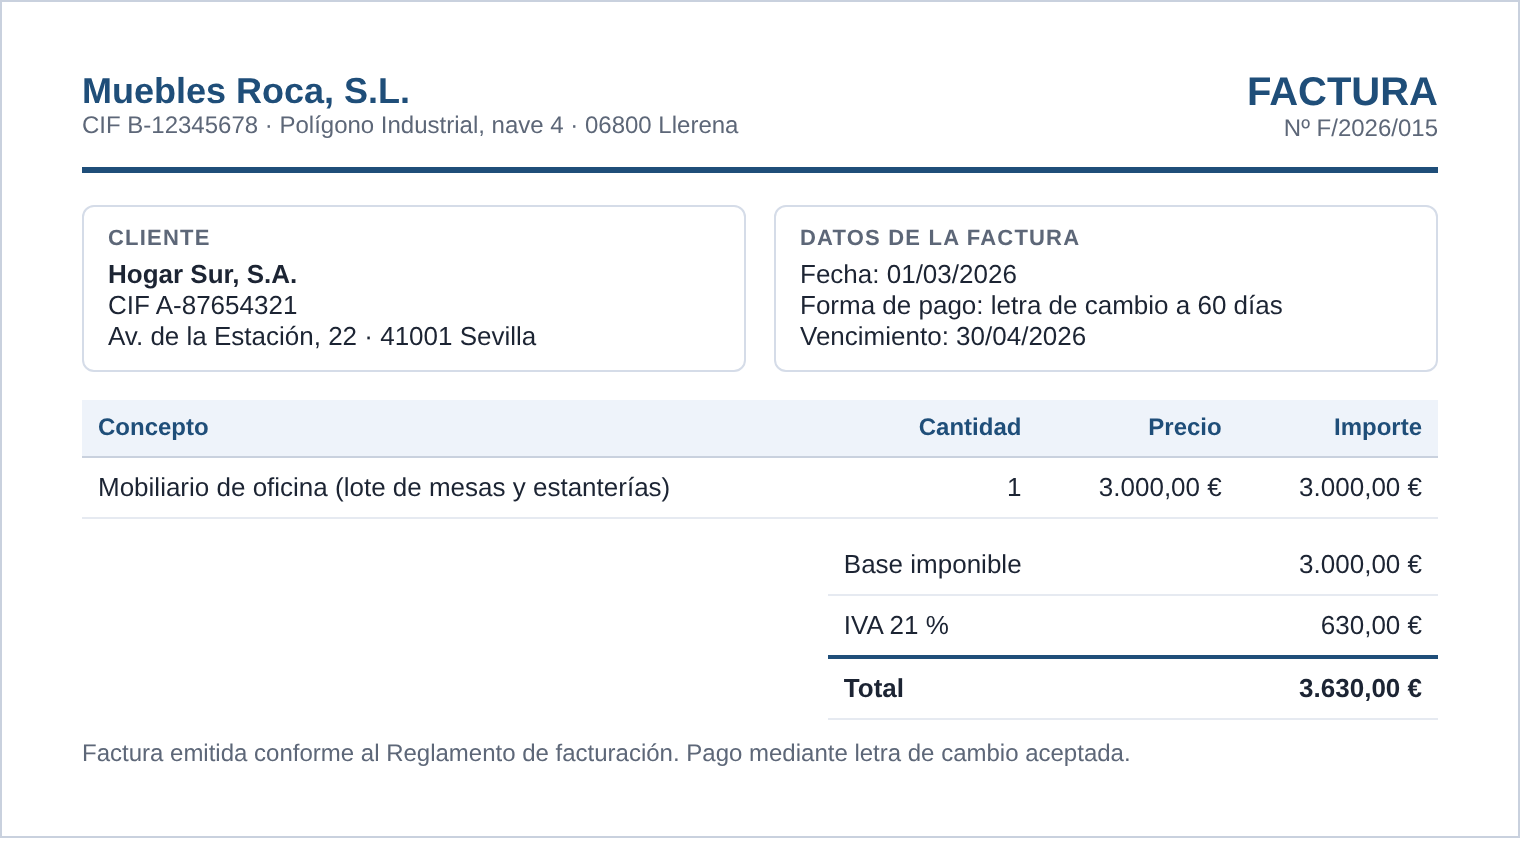 Muebles Roca, S.L.
CIF B-12345678 · Polígono Industrial, nave 4 · 06800 Llerena
FACTURA
Nº F/2026/015
CLIENTE
Hogar Sur, S.A.
CIF A-87654321
Av. de la Estación, 22 · 41001 Sevilla
DATOS DE LA FACTURA
Fecha: 01/03/2026
Forma de pago: letra de cambio a 60 días
Vencimiento: 30/04/2026
Concepto Cantidad Precio Importe
Mobiliario de oficina (lote de mesas y estanterías) 1 3.000,00 € 3.000,00 €
Base imponible 3.000,00 €
IVA 21 % 630,00 €
Total 3.630,00 €
Factura emitida conforme al Reglamento de facturación. Pago mediante letra de cambio aceptada.